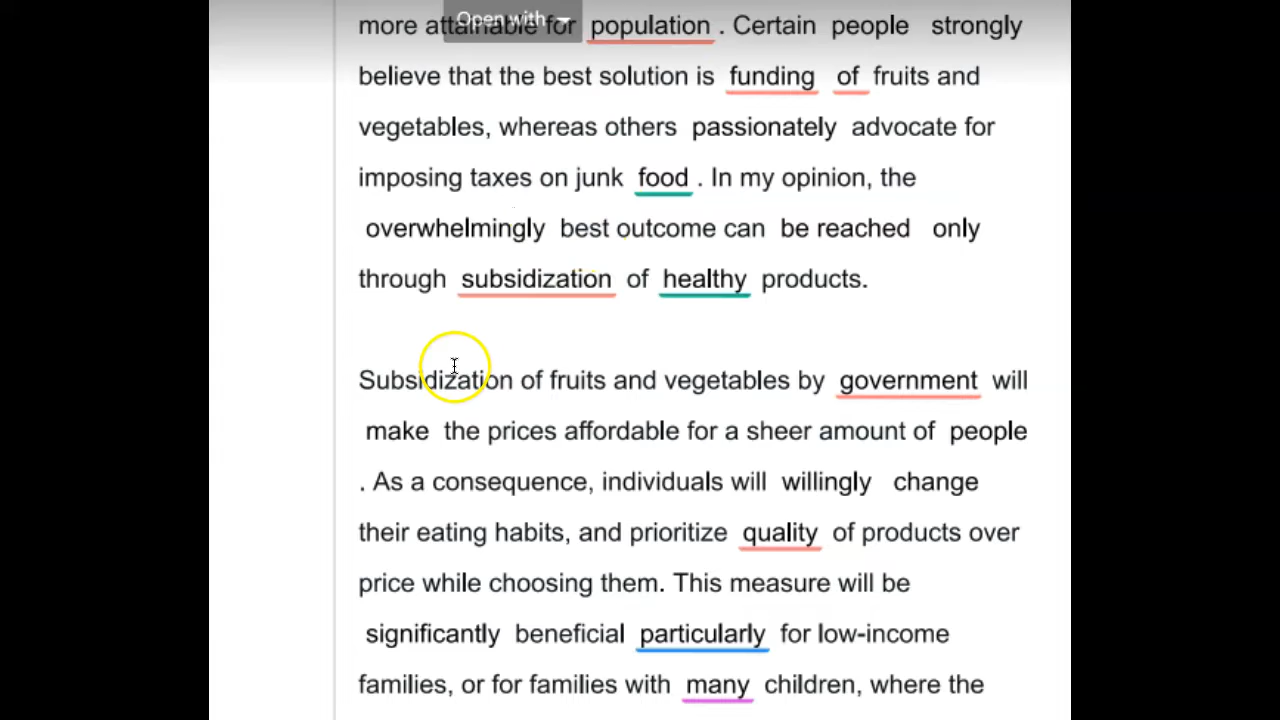 Open with
more attainable for population . Certain people strongly
believe that the best solution is funding of fruits and
vegetables, whereas others passionately advocate for
imposing taxes on junk food . In my opinion, the
overwhelmingly best outcome can be reached only
through subsidization of healthy products.
Subsidization of fruits and vegetables by government will
make the prices affordable for a sheer amount of people
. As a consequence, individuals will willingly change
their eating habits, and prioritize quality of products over
price while choosing them. This measure will be
significantly beneficial particularly for low-income
families, or for families with many children, where the